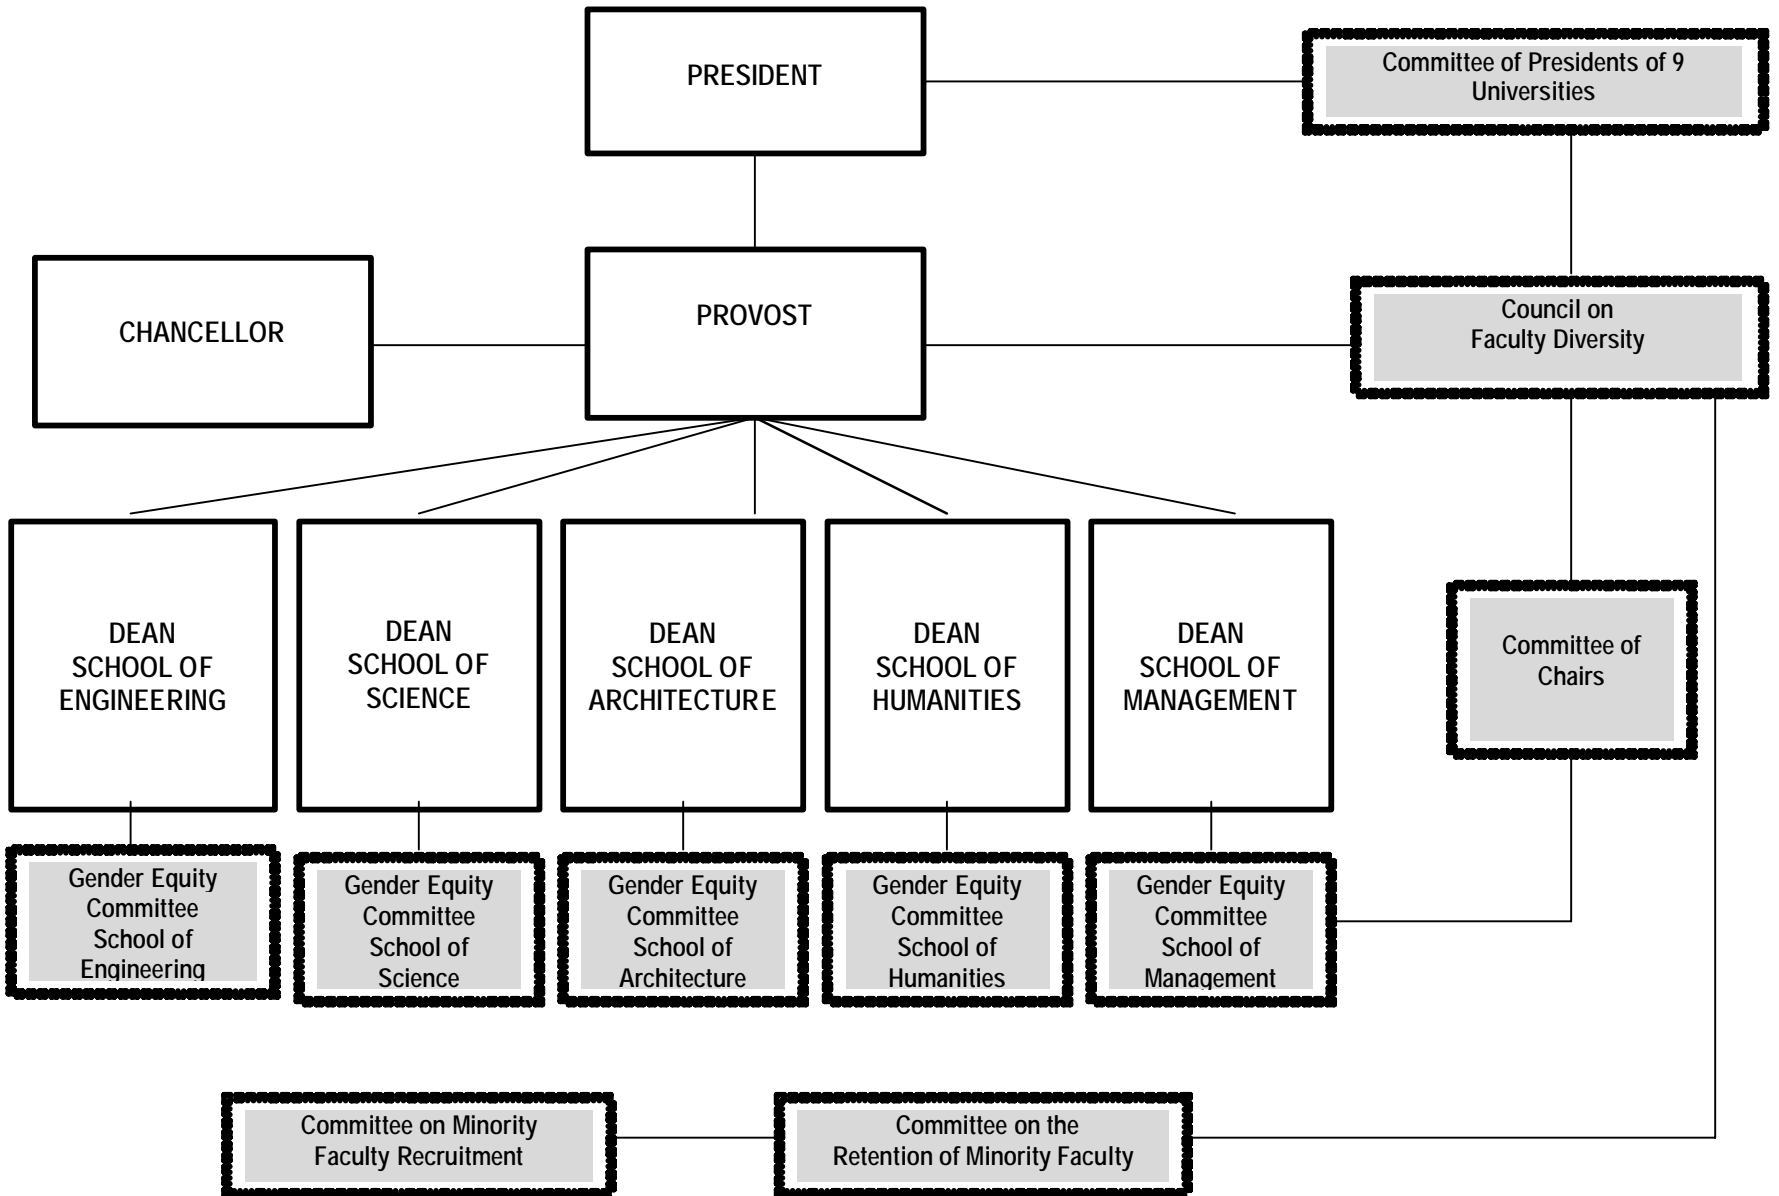 PRESIDENT
Committee of Presidents of 9
Universities
CHANCELLOR
PROVOST
Council on
Faculty Diversity
DEAN
SCHOOL OF
ENGINEERING
DEAN
SCHOOL OF
SCIENCE
DEAN
SCHOOL OF
ARCHITECTURE
DEAN
SCHOOL OF
HUMANITIES
DEAN
SCHOOL OF
MANAGEMENT
Committee of
Chairs
Gender Equity
Committee
School of
Engineering
Gender Equity
Committee
School of
Science
Gender Equity
Committee
School of
Architecture
Gender Equity
Committee
School of
Humanities
Gender Equity
Committee
School of
Management
Committee on Minority
Faculty Recruitment
Committee on the
Retention of Minority Faculty